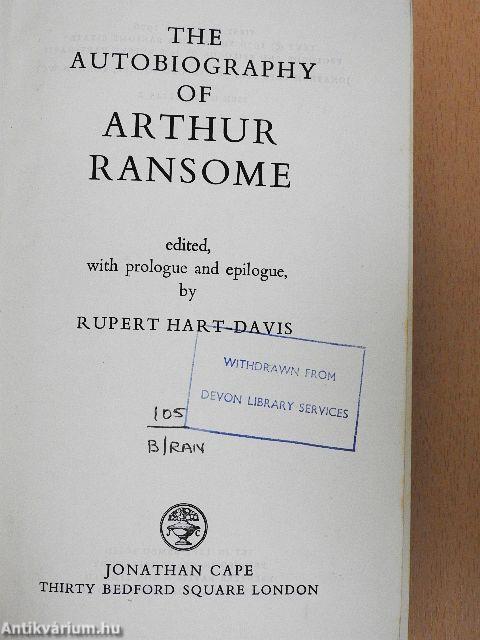 THE
AUTOBIOGRAPHY
OF
ARTHUR
RANSOME
edited,
with prologue and epilogue,
by
RUPERT HART-DAVIS
WITHDRAWN FROM
DEVON LIBRARY SERVICES
105
B/RAN
J C
JONATHAN CAPE
THIRTY BEDFORD SQUARE LONDON
Antikvárium.hu